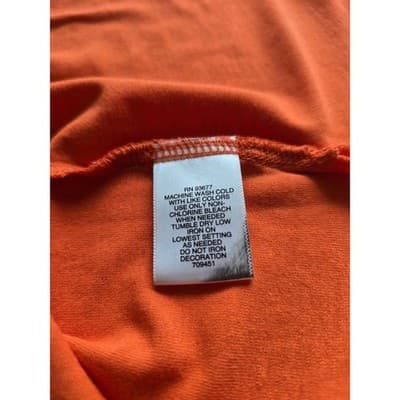 RN 93677
MACHINE WASH COLD
WITH LIKE COLORS
USE ONLY NON-
CHLORINE BLEACH
WHEN NEEDED
TUMBLE DRY LOW
IRON ON
LOWEST SETTING
AS NEEDED
DO NOT IRON
DECORATION
709451